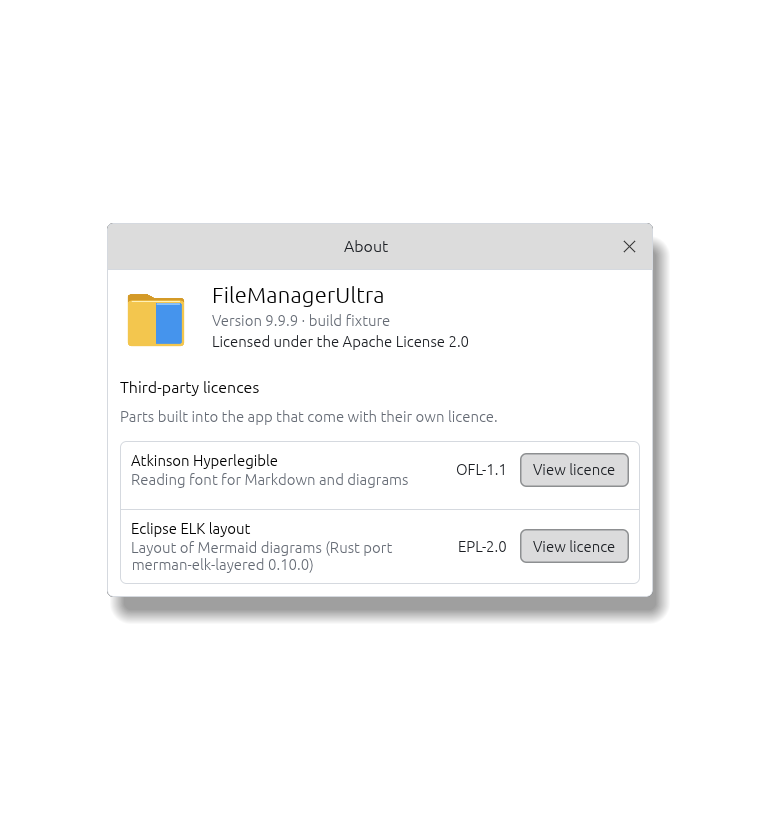 About
FileManagerUltra
Version 9.9.9 · build fixture
Licensed under the Apache License 2.0
Third-party licences
Parts built into the app that come with their own licence.
Atkinson Hyperlegible
Reading font for Markdown and diagrams
OFL-1.1
View licence
Eclipse ELK layout
Layout of Mermaid diagrams (Rust port
merman-elk-layered 0.10.0)
EPL-2.0
View licence